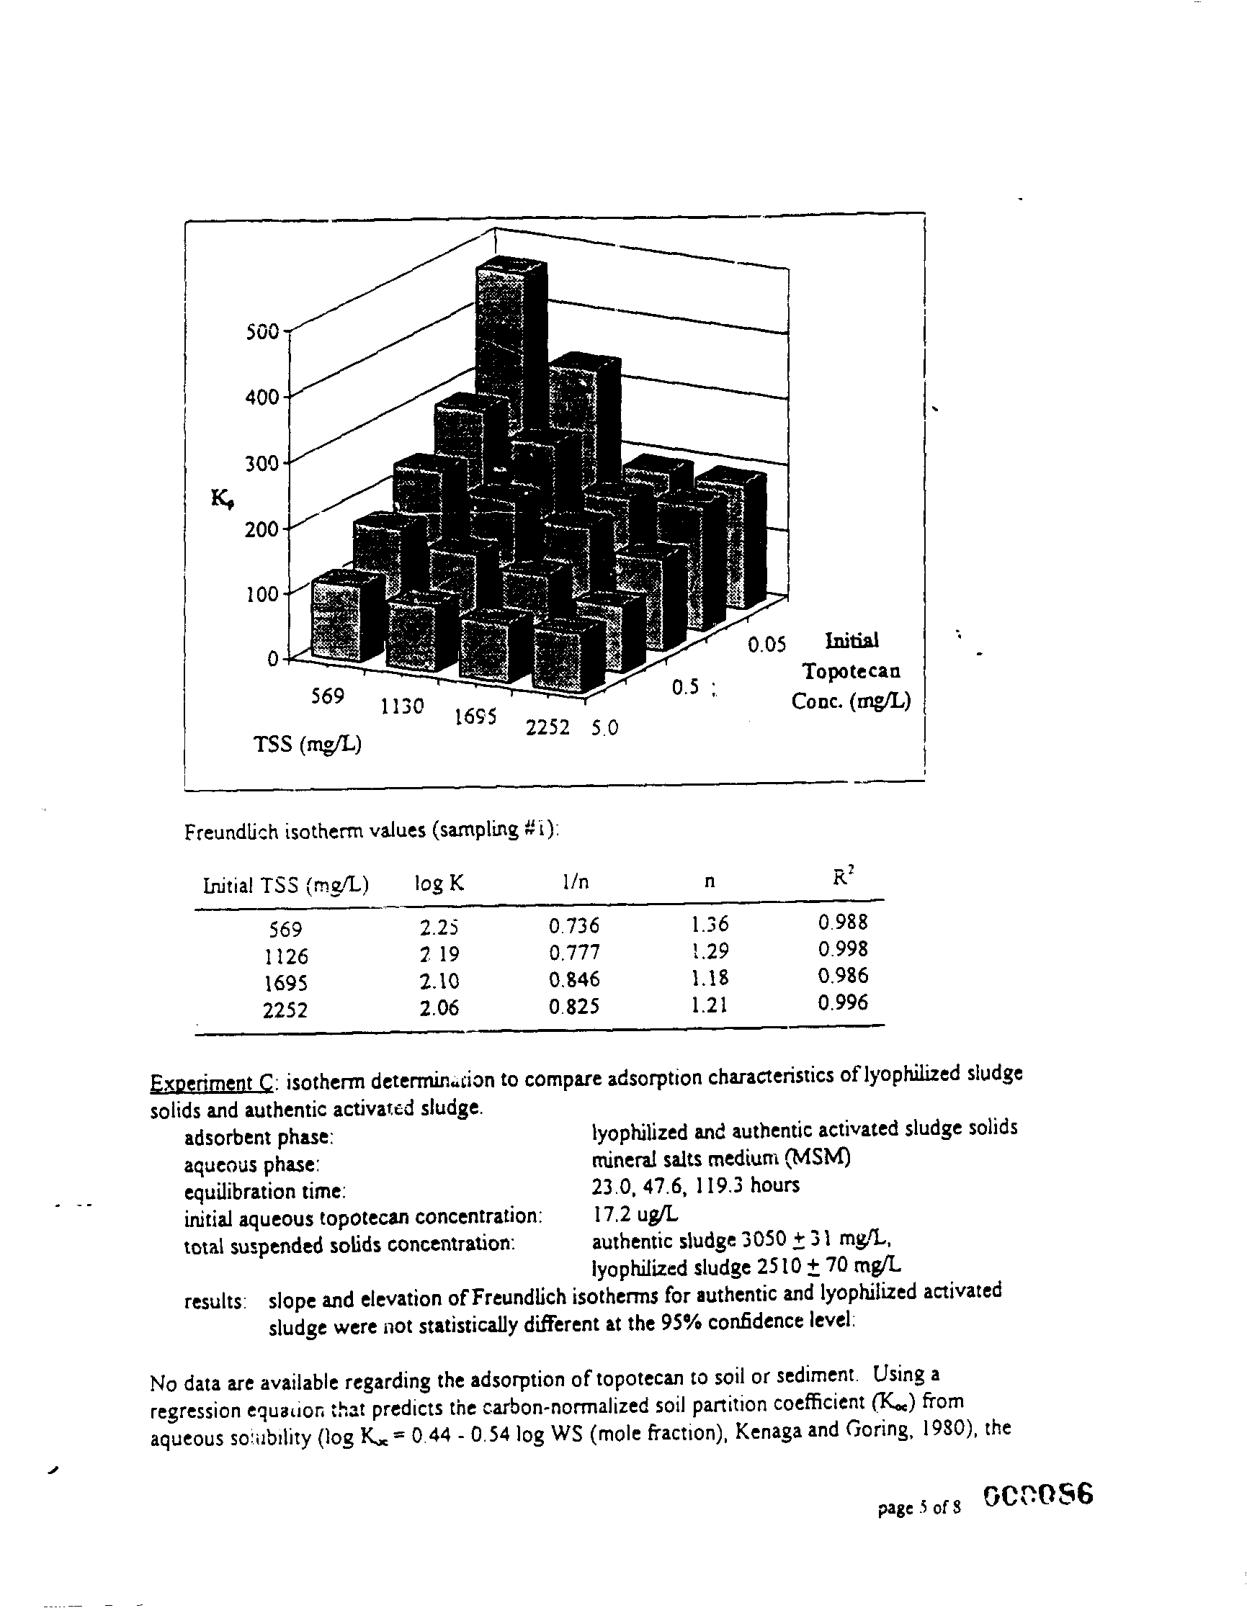 500
400
300
200
100
0
K
569
1130
1695
2252
5.0
0.5
0.05
TSS (mg/L)
Initial
Topotecan
Conc. (mg/L)
Freundlich isotherm values (sampling #1):
Initial TSS (mg/L) log K 1/n n R²
569 2.25 0.736 1.36 0.988
1126 2.19 0.777 1.29 0.998
1695 2.10 0.846 1.18 0.986
2252 2.06 0.825 1.21 0.996
Experiment C: isotherm determination to compare adsorption characteristics of lyophilized sludge
solids and authentic activated sludge.
adsorbent phase: lyophilized and authentic activated sludge solids
aqueous phase: mineral salts medium (MSM)
equilibration time: 23.0, 47.6, 119.3 hours
initial aqueous topotecan concentration: 17.2 ug/L
total suspended solids concentration: authentic sludge 3050 ± 31 mg/L,
lyophilized sludge 2510 ± 70 mg/L
results: slope and elevation of Freundlich isotherms for authentic and lyophilized activated
sludge were not statistically different at the 95% confidence level.
No data are available regarding the adsorption of topotecan to soil or sediment. Using a
regression equation that predicts the carbon-normalized soil partition coefficient (Koc) from
aqueous solubility (log Koc = 0.44 - 0.54 log WS (mole fraction), Kenaga and Goring, 1980), the
page 5 of 8 000086